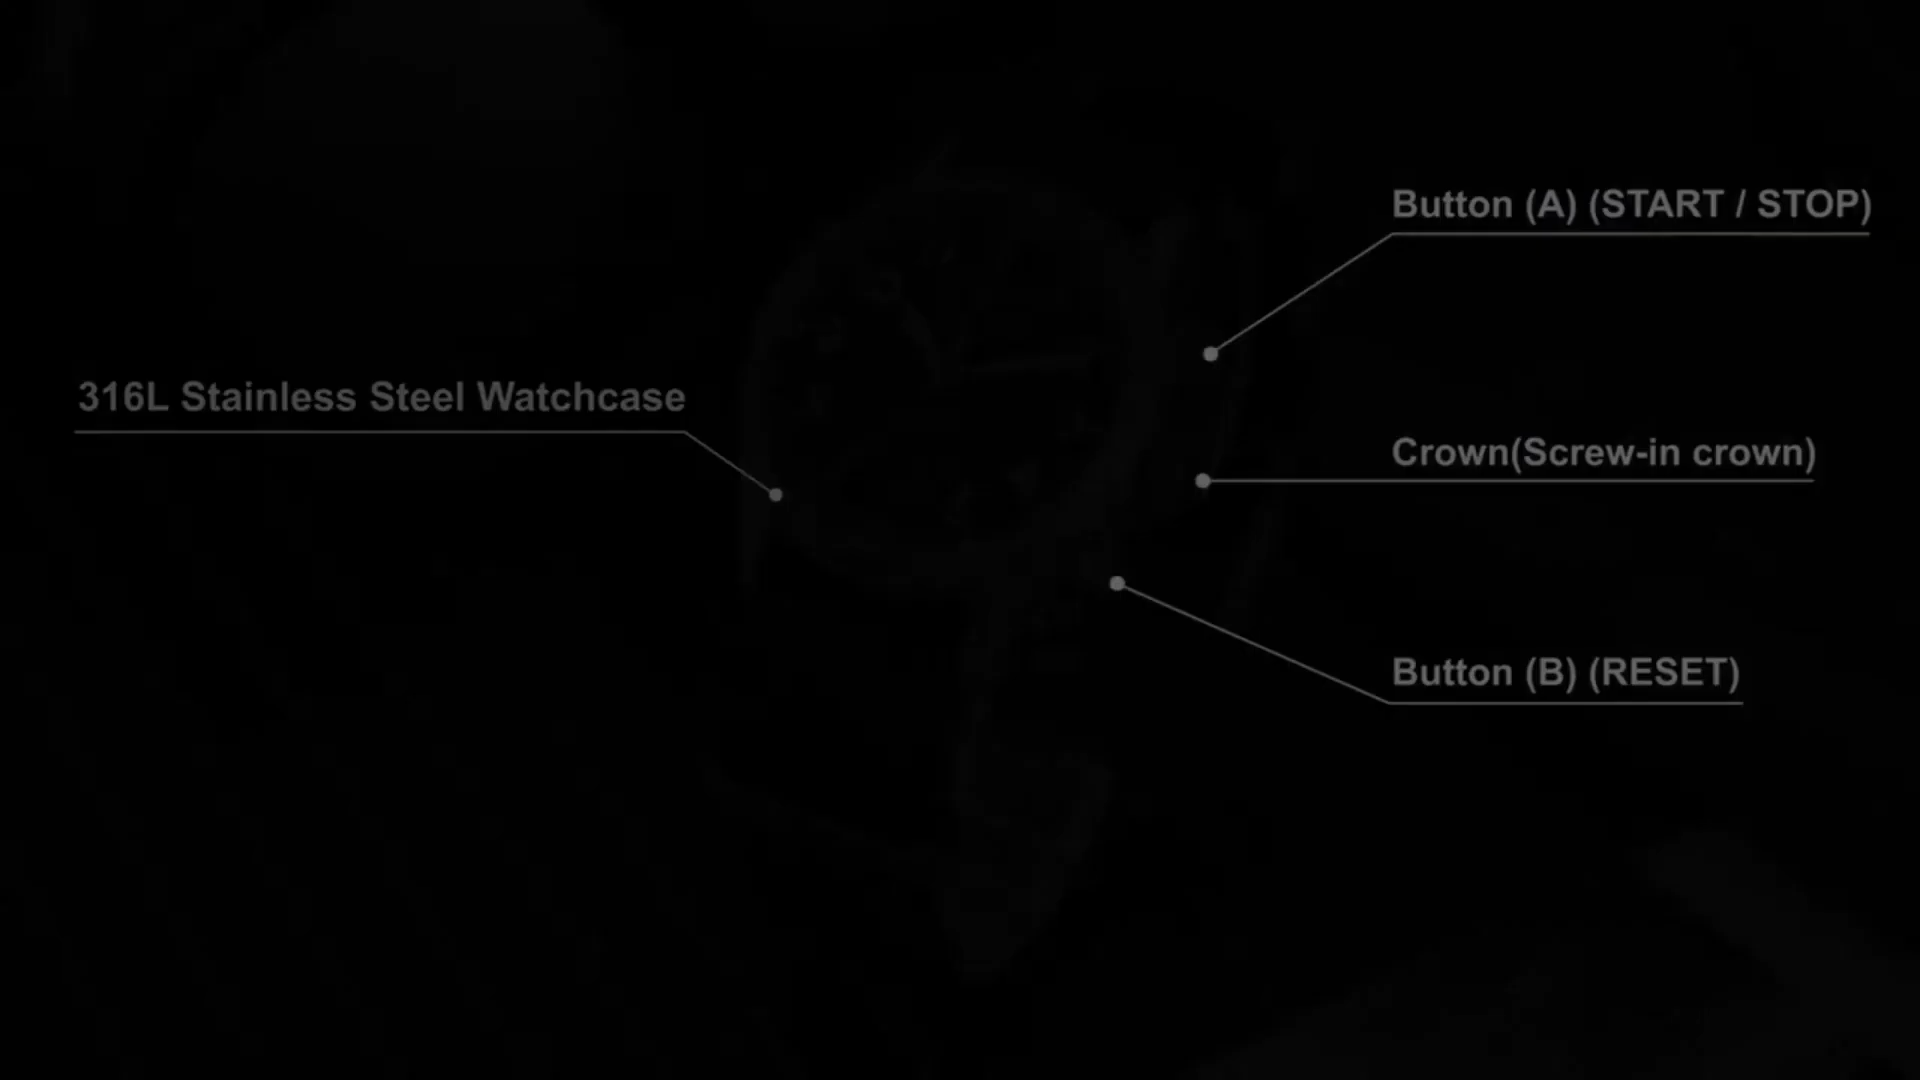 Button (A) (START / STOP)
316L Stainless Steel Watchcase
Crown(Screw-in crown)
Button (B) (RESET)